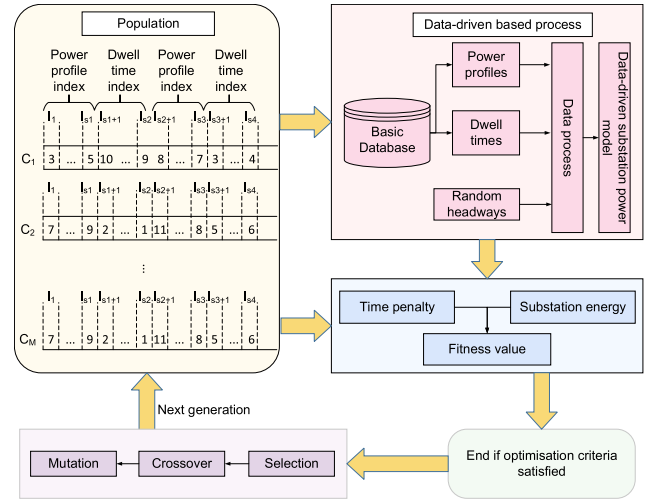 Population
Power profile index
Dwell time index
Power profile index
Dwell time index
I1 Is1 Is1+1 Is2 Is2+1 Is3 Is3+1 Is4
C1 3 ... 5 10 ... 9 8 ... 7 3 ... 4
I1 Is1 Is1+1 Is2 Is2+1 Is3 Is3+1 Is4
C2 7 ... 9 2 ... 1 11 ... 8 5 ... 6
...
I1 Is1 Is1+1 Is2 Is2+1 Is3 Is3+1 Is4
CM 7 ... 9 2 ... 1 11 ... 8 5 ... 6
Data-driven based process
Basic
Database
Power
profiles
Dwell
times
Random
headways
Data process
Data-driven substation power
model
Time penalty
Substation energy
Fitness value
End if optimisation criteria
satisfied
Selection
Crossover
Mutation
Next generation